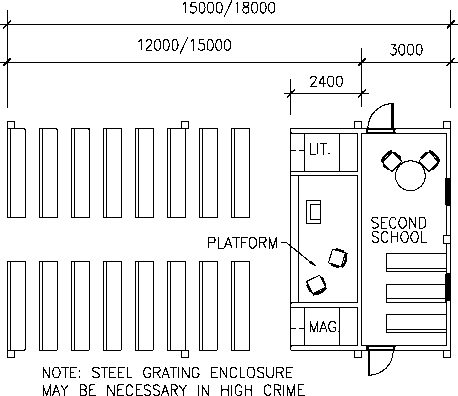 15000/18000
12000/15000
3000
2400
LIT.
SECOND
SCHOOL
PLATFORM
MAG.
NOTE: STEEL GRATING ENCLOSURE
MAY BE NECESSARY IN HIGH CRIME